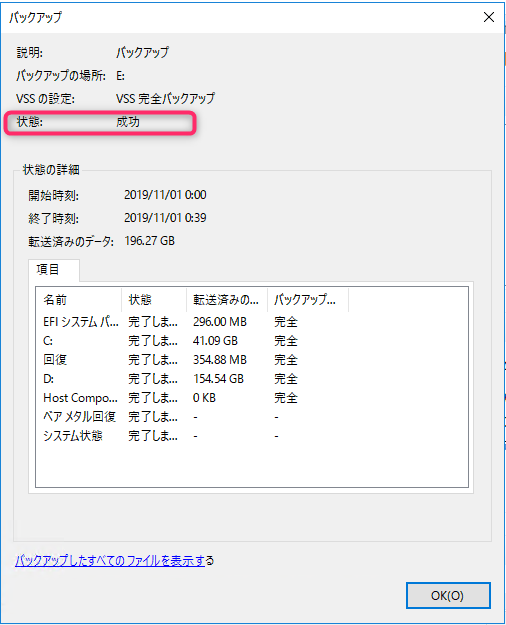 バックアップ
説明: バックアップ
バックアップの場所: E:
VSS の設定: VSS 完全バックアップ
状態: 成功
状態の詳細
開始時刻: 2019/11/01 0:00
終了時刻: 2019/11/01 0:39
転送済みのデータ: 196.27 GB
項目
名前 状態 転送済みの... バックアップ...
EFI システム パ... 完了しま... 296.00 MB 完全
C: 完了しま... 41.09 GB 完全
回復 完了しま... 354.88 MB 完全
D: 完了しま... 154.54 GB 完全
Host Compo... 完了しま... 0 KB 完全
ベア メタル回復 完了しま... - -
システム状態 完了しま... - -
バックアップしたすべてのファイルを表示する
OK(O)